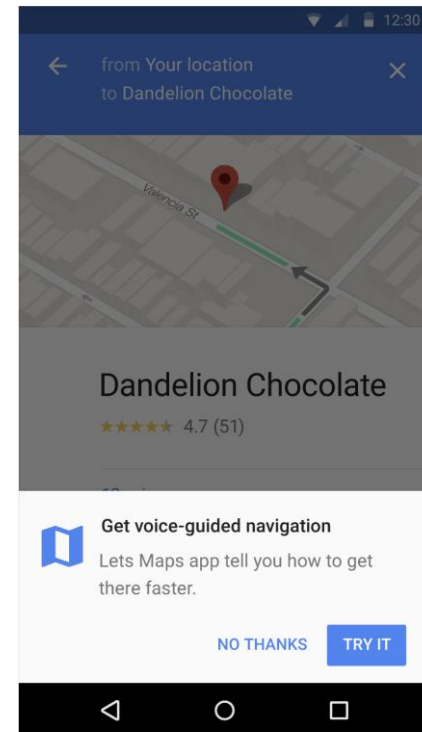 12:30
from Your location
to Dandelion Chocolate
Valencia St
Dandelion Chocolate
4.7 (51)
Get voice-guided navigation
Lets Maps app tell you how to get
there faster.
NO THANKS
TRY IT